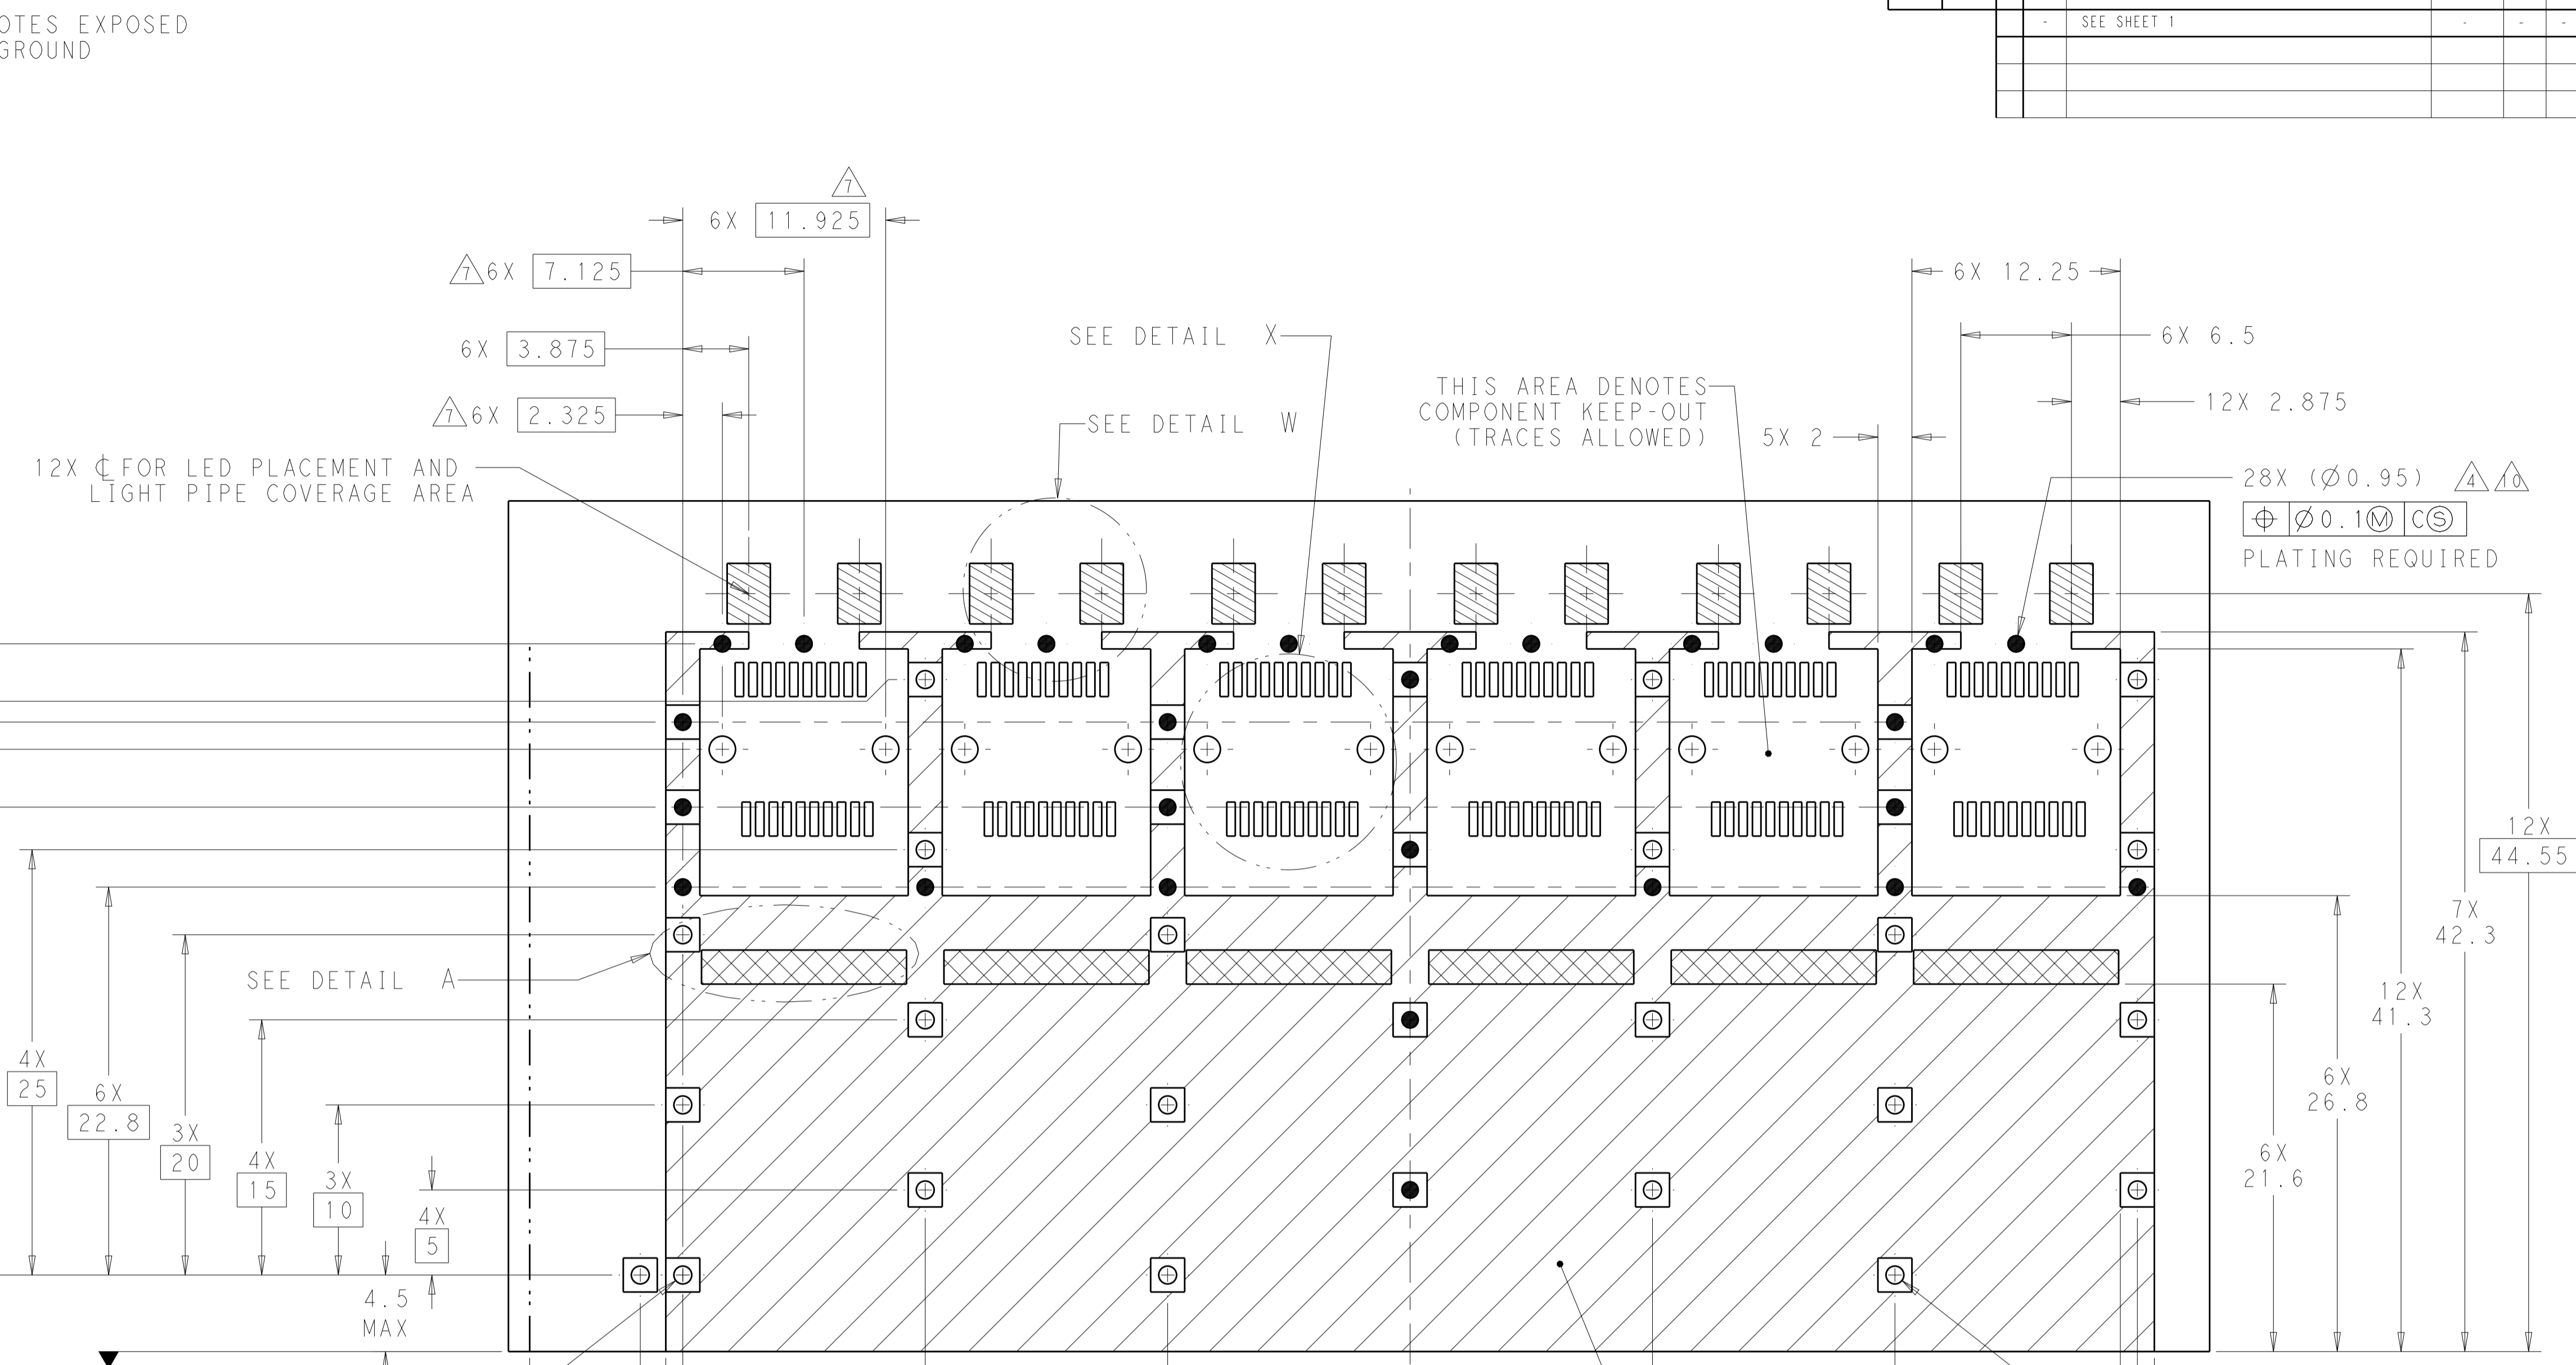 OTES EXPOSED
GROUND
- SEE SHEET 1 - - -
7
6X 11.925
7 6X 7.125
6X 12.25
6X 3.875
SEE DETAIL X
6X 6.5
THIS AREA DENOTES
COMPONENT KEEP-OUT
(TRACES ALLOWED)
12X 2.875
7 6X 2.325
SEE DETAIL W
5X 2
12X ℄ FOR LED PLACEMENT AND
LIGHT PIPE COVERAGE AREA
28X (Ø0.95) 4 10
⌖ Ø0.1Ⓜ CⓈ
PLATING REQUIRED
12X
44.55
7X
42.3
SEE DETAIL A
12X
41.3
4X
25
6X
22.8
6X
26.8
3X
20
4X
15
3X
10
6X
21.6
4X
5
4.5
MAX